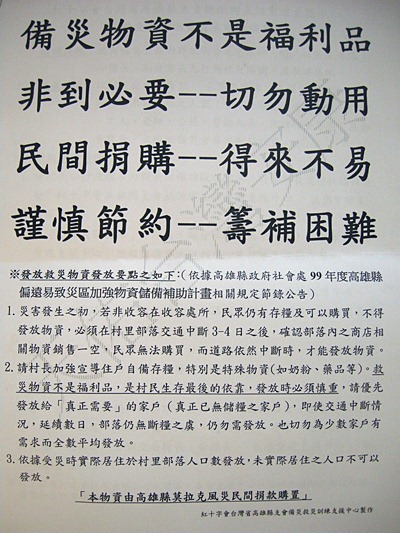 備災物資不是福利品
非到必要--切勿動用
民間捐購--得來不易
謹慎節約--籌補困難
※發放救災物資發放要點之如下:(依據高雄縣政府社會處99年度高雄縣
偏遠易致災區加強物資儲備補助計畫相關規定節錄公告)
1.災害發生之初,若非收容在收容處所,民眾仍有存糧及可以購買,不得
發放物資,必須在村里部落交通中斷3-4日之後,確認部落內之商店相
關物資銷售一空,民眾無法購買,而道路依然中斷時,才能發放物資。
2.請村長加強宣導住戶自備存糧,特別是特殊物資(如奶粉、藥品等)。救
災物資不是福利品,是村民生存最後的依靠,發放時必須慎重,請優先
發放給「真正需要」的家戶(真正已無儲糧之家戶),即使交通中斷情
況,延續數日,部落仍無斷糧之虞,仍勿需發放。也切勿為少數家戶有
需求而全數平均發放。
3.依據受災時實際居住於村里部落人口數發放,未實際居住之人口不可以
發放。
「本物資由高雄縣莫拉克風災民間捐款購置」
紅十字會台灣省高雄縣支會備災救災訓練支援中心製作